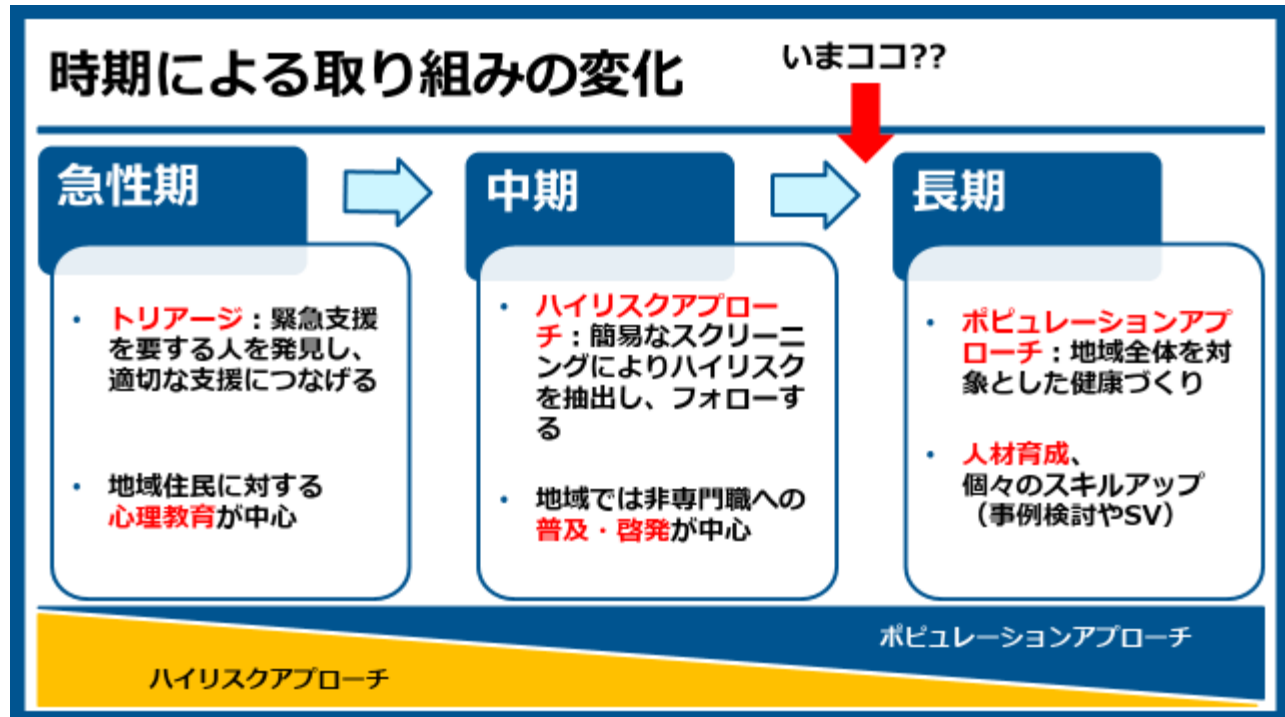 時期による取り組みの変化
いまココ??
急性期
・ トリアージ：緊急支援
を要する人を発見し、
適切な支援につなげる
・ 地域住民に対する
心理教育が中心
中期
・ ハイリスクアプロー
チ：簡易なスクリーニ
ングによりハイリスク
を抽出し、フォローす
る
・ 地域では非専門職への
普及・啓発が中心
長期
・ ポピュレーションアプ
ローチ：地域全体を対
象とした健康づくり
・ 人材育成、
個々のスキルアップ
（事例検討やSV）
ポピュレーションアプローチ
ハイリスクアプローチ